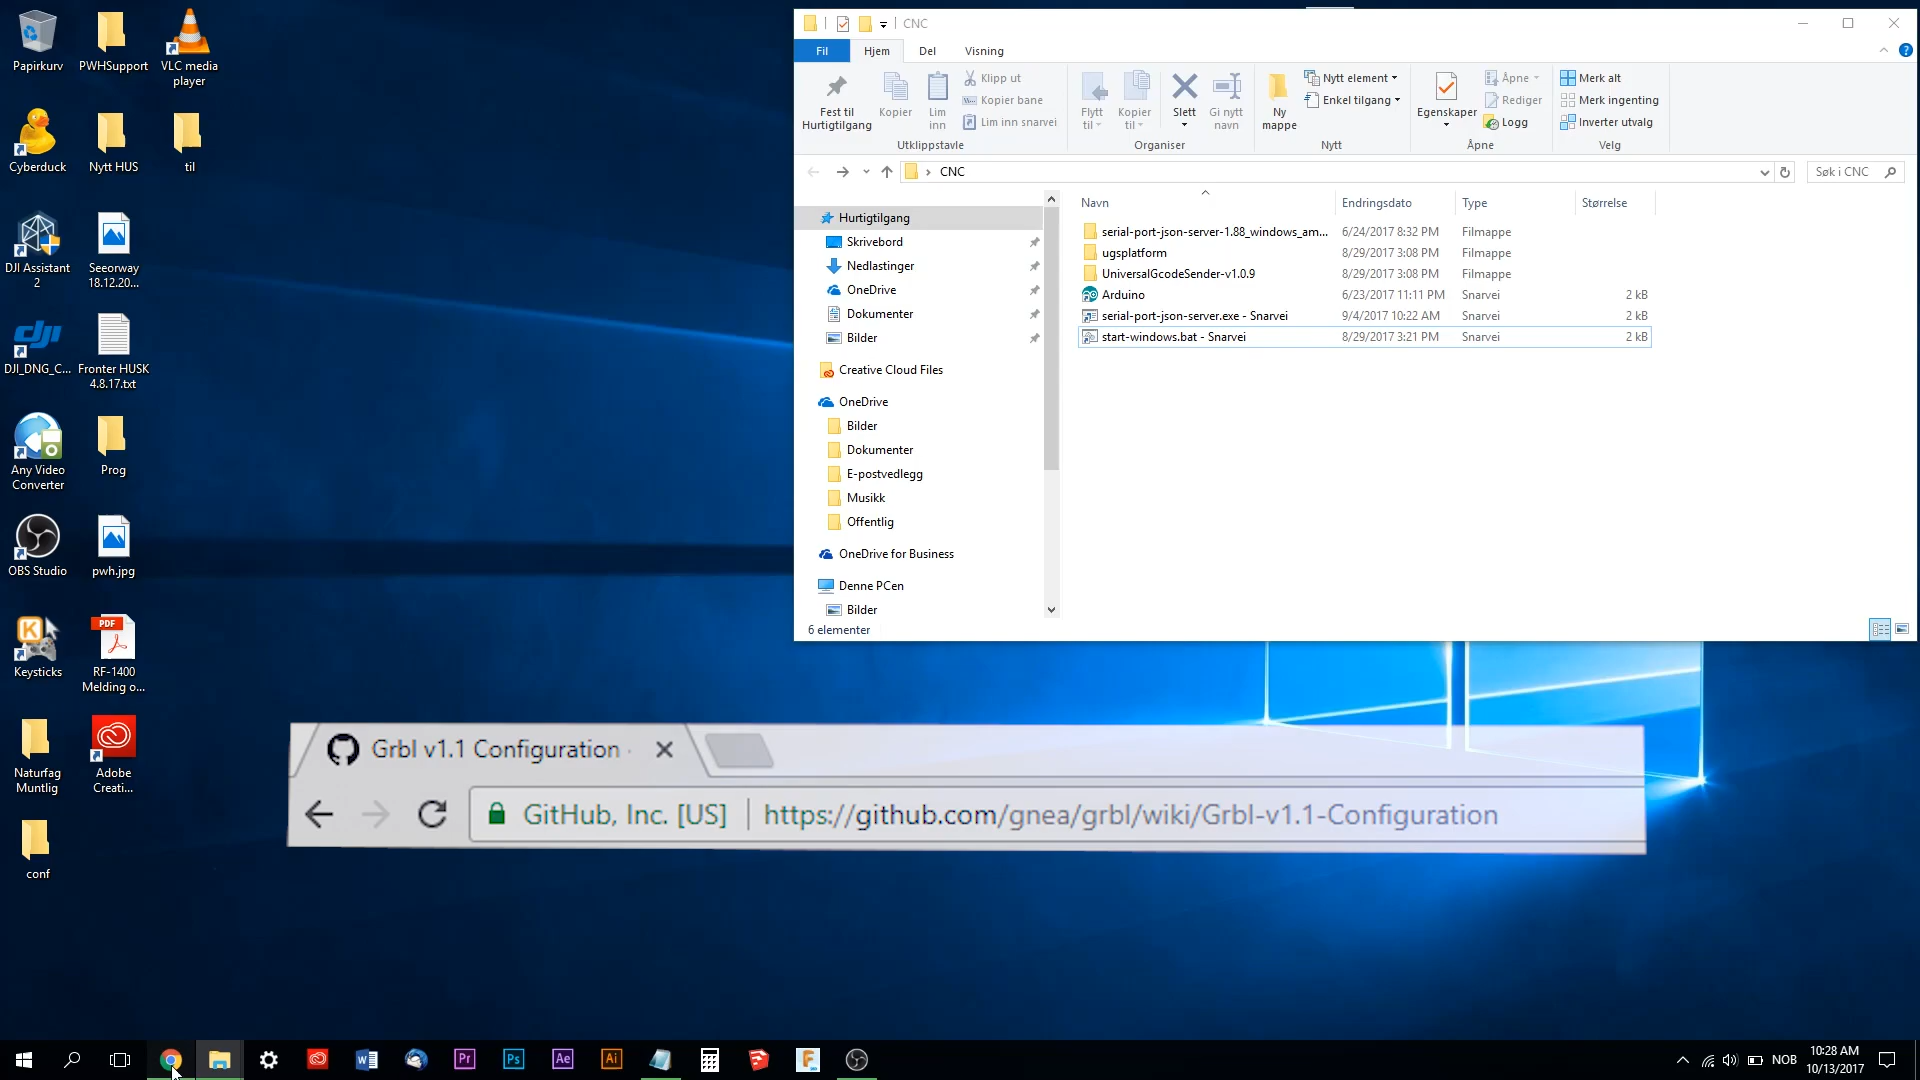 Papirkurv
PWHSupport
VLC media
player
Cyberduck
Nytt HUS
til
DJI Assistant
2
Seeorway
18.12.20...
dji
DJI_DNG_C...
Fronter HUSK
4.8.17.txt
Any Video
Converter
Prog
OBS Studio
pwh.jpg
K
Keysticks
PDF
RF-1400
Melding o...
Naturfag
Muntlig
Adobe
Creati...
conf
CNC
Fil
Hjem
Del
Visning
Fest til
Hurtigtilgang
Kopier
Lim
inn
Klipp ut
Kopier bane
Lim inn snarvei
Utklippstavle
Flytt
til
Kopier
til
Slett
Gi nytt
navn
Organiser
Ny
mappe
Nytt element
Enkel tilgang
Nytt
Egenskaper
Åpne
Rediger
Logg
Åpne
Merk alt
Merk ingenting
Inverter utvalg
Velg
CNC
Søk i CNC
Hurtigtilgang
Skrivebord
Nedlastinger
OneDrive
Dokumenter
Bilder
Creative Cloud Files
OneDrive
Bilder
Dokumenter
E-postvedlegg
Musikk
Offentlig
OneDrive for Business
Denne PCen
Bilder
Navn Endringsdato Type Størrelse
serial-port-json-server-1.88_windows_am... 6/24/2017 8:32 PM Filmappe
ugsplatform 8/29/2017 3:08 PM Filmappe
UniversalGcodeSender-v1.0.9 8/29/2017 3:08 PM Filmappe
Arduino 6/23/2017 11:11 PM Snarvei 2 kB
serial-port-json-server.exe - Snarvei 9/4/2017 10:22 AM Snarvei 2 kB
start-windows.bat - Snarvei 8/29/2017 3:21 PM Snarvei 2 kB
6 elementer
Grbl v1.1 Configuration
GitHub, Inc. [US] https://github.com/gnea/grbl/wiki/Grbl-v1.1-Configuration
Pr
Ps
Ae
Ai
F
NOB
10:28 AM
10/13/2017